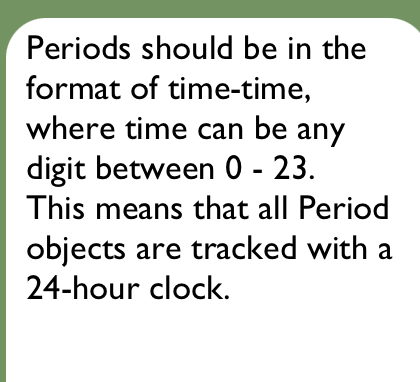 Periods should be in the
format of time-time,
where time can be any
digit between 0 - 23.
This means that all Period
objects are tracked with a
24-hour clock.